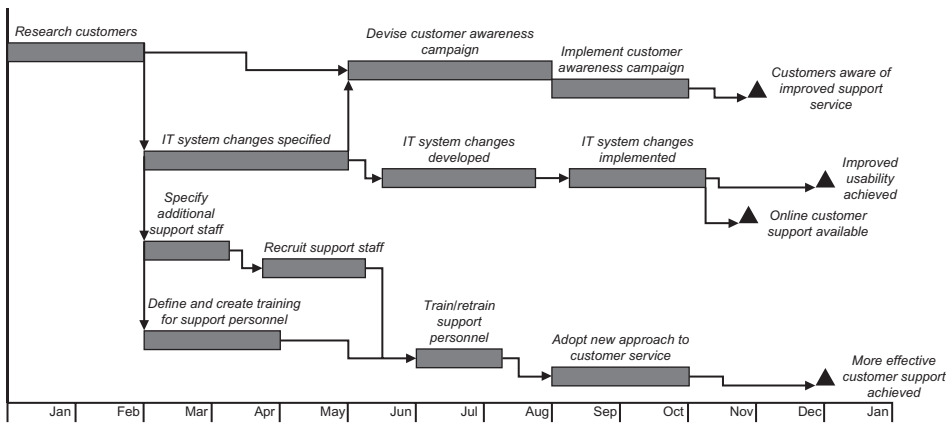 Research customers
Devise customer awareness
campaign
Implement customer
awareness campaign
Customers aware of
improved support
service
IT system changes specified
IT system changes
developed
IT system changes
implemented
Improved
usability
achieved
Online customer
support available
Specify
additional
support staff
Recruit support staff
Define and create training
for support personnel
Train/retrain
support
personnel
Adopt new approach to
customer service
More effective
customer support
achieved
Jan Feb Mar Apr May Jun Jul Aug Sep Oct Nov Dec Jan